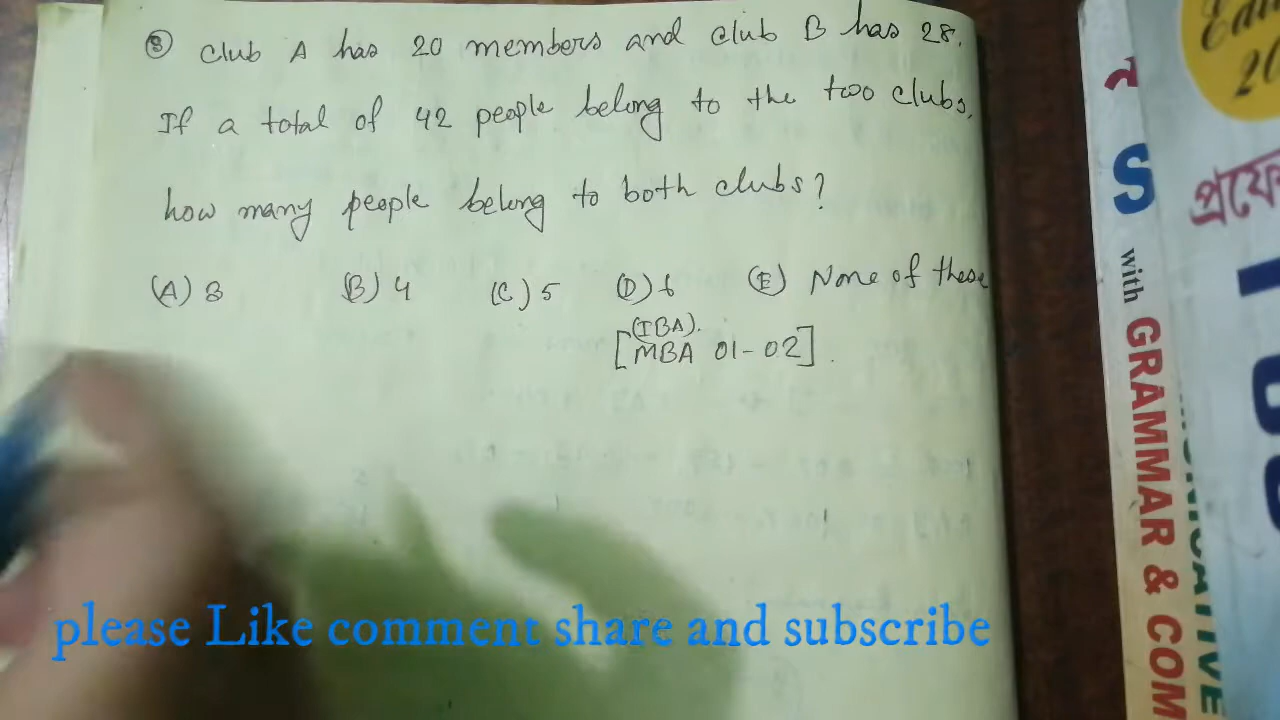 ⑧ Club A has 20 members and club B has 28.
If a total of 42 people belong to the two clubs,
how many people belong to both clubs?
(A) 8 (B) 4 (C) 5 (D) 6 (E) None of these
(IBA).
[MBA 01-02].
please Like comment share and subscribe
S with GRAMMAR & COM
প্রফে